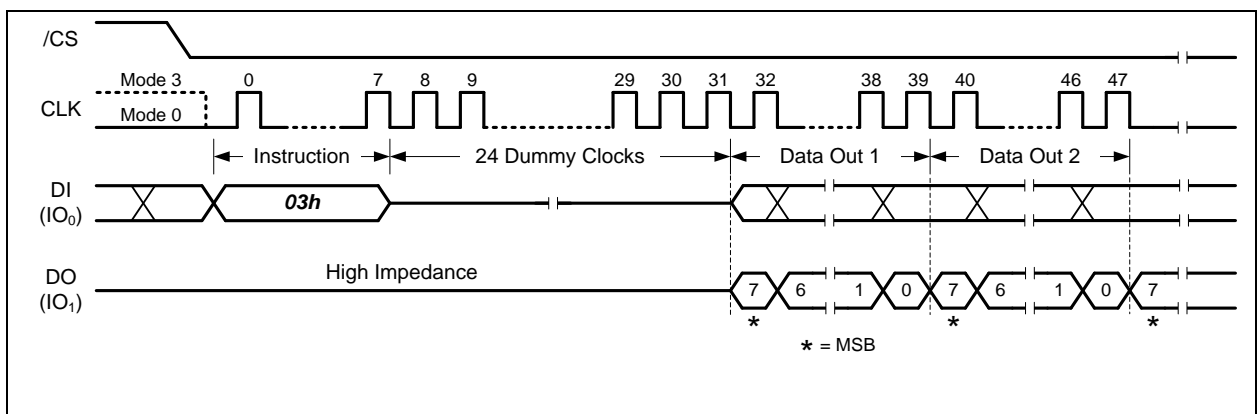 /CS
Mode 3 0 7 8 9 29 30 31 32 38 39 40 46 47
CLK
Mode 0
Instruction 24 Dummy Clocks Data Out 1 Data Out 2
DI
(IO₀)
03h
DO
(IO₁)
High Impedance
7 6 1 0 7 6 1 0 7
* * *
* = MSB